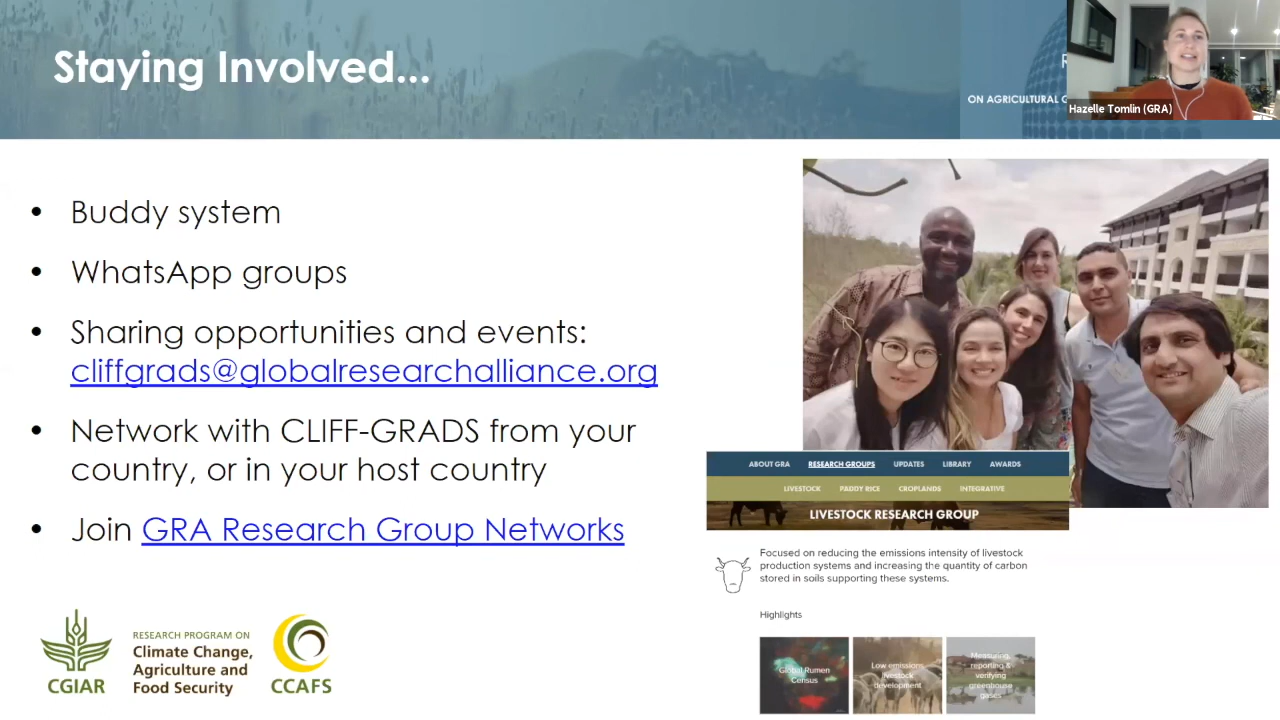 Staying Involved...
R
ON AGRICULTURAL G
Hazelle Tomlin (GRA)
• Buddy system
• WhatsApp groups
• Sharing opportunities and events:
cliffgrads@globalresearchalliance.org
• Network with CLIFF-GRADS from your
country, or in your host country
• Join GRA Research Group Networks
ABOUT GRA RESEARCH GROUPS UPDATES LIBRARY AWARDS
LIVESTOCK PADDY RICE CROPLANDS INTEGRATIVE
LIVESTOCK RESEARCH GROUP
Focused on reducing the emissions intensity of livestock
production systems and increasing the quantity of carbon
stored in soils supporting these systems.
Highlights
Global Rumen
Census
Low emissions
livestock
development
Measuring,
reporting &
verifying
greenhouse
gases
CGIAR
RESEARCH PROGRAM ON
Climate Change,
Agriculture and
Food Security
CCAFS